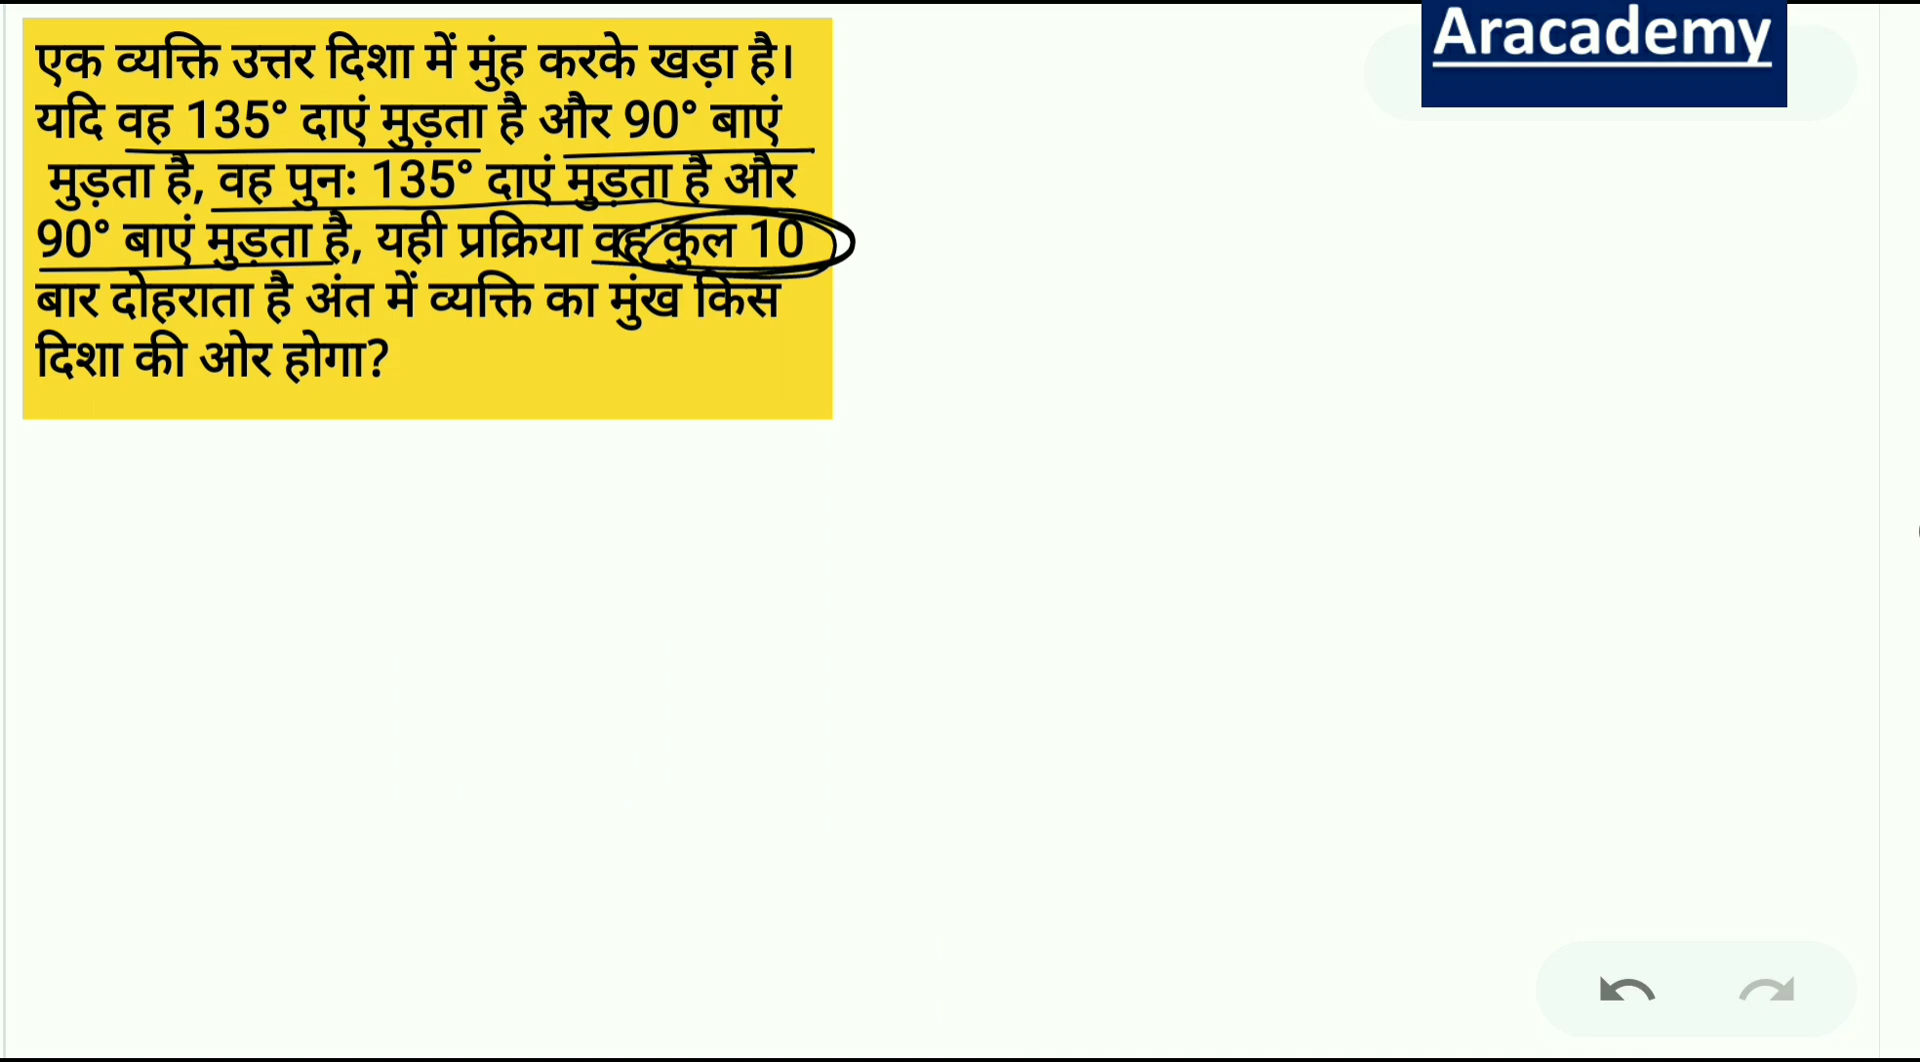 Aracademy
एक व्यक्ति उत्तर दिशा में मुंह करके खड़ा है।
यदि वह 135° दाएं मुड़ता है और 90° बाएं
मुड़ता है, वह पुनः 135° दाएं मुड़ता है और
90° बाएं मुड़ता है, यही प्रक्रिया वह कुल 10
बार दोहराता है अंत में व्यक्ति का मुंख किस
दिशा की ओर होगा?